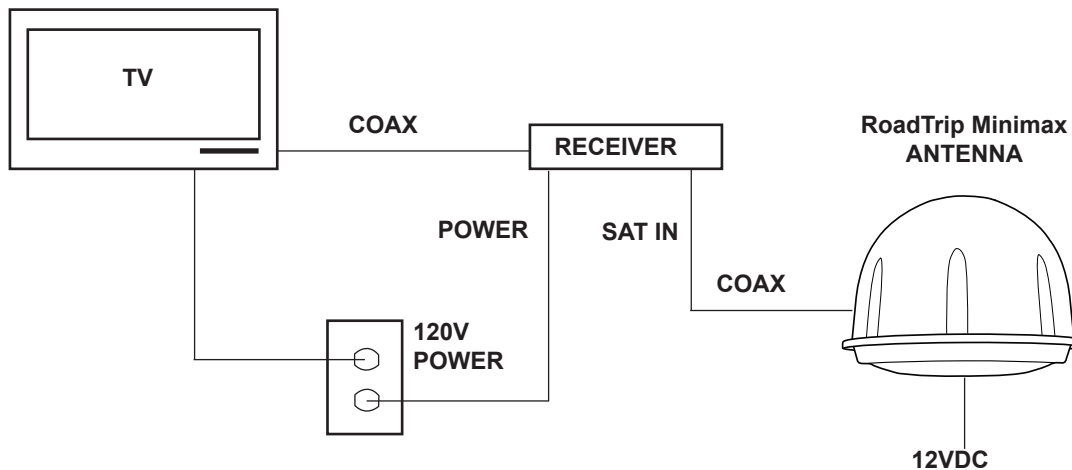 TV
COAX
RECEIVER
RoadTrip Minimax
ANTENNA
POWER
SAT IN
COAX
120V
POWER
12VDC